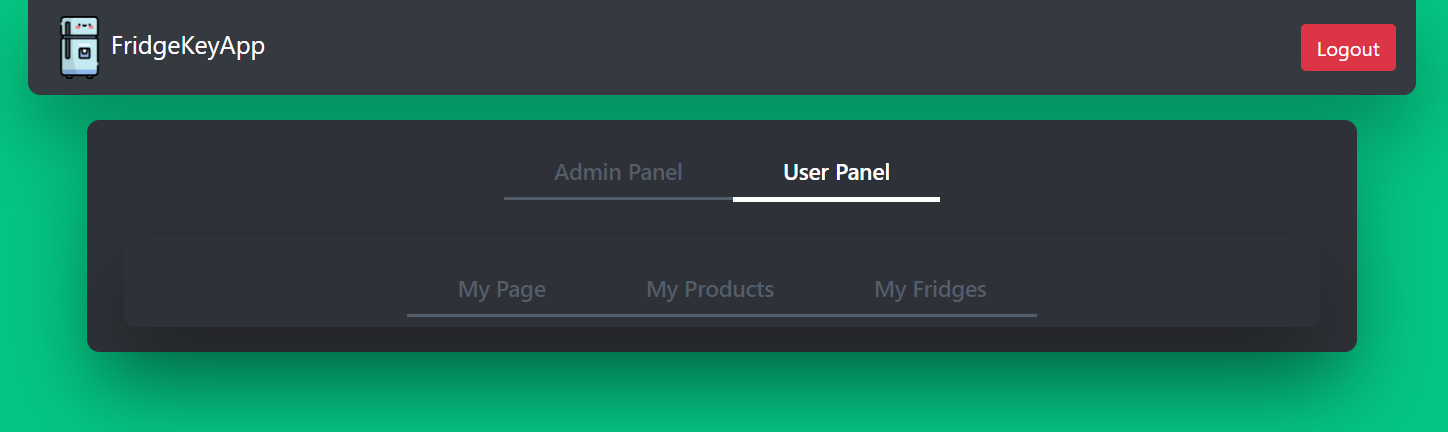 FridgeKeyApp
Logout
Admin Panel
User Panel
My Page
My Products
My Fridges